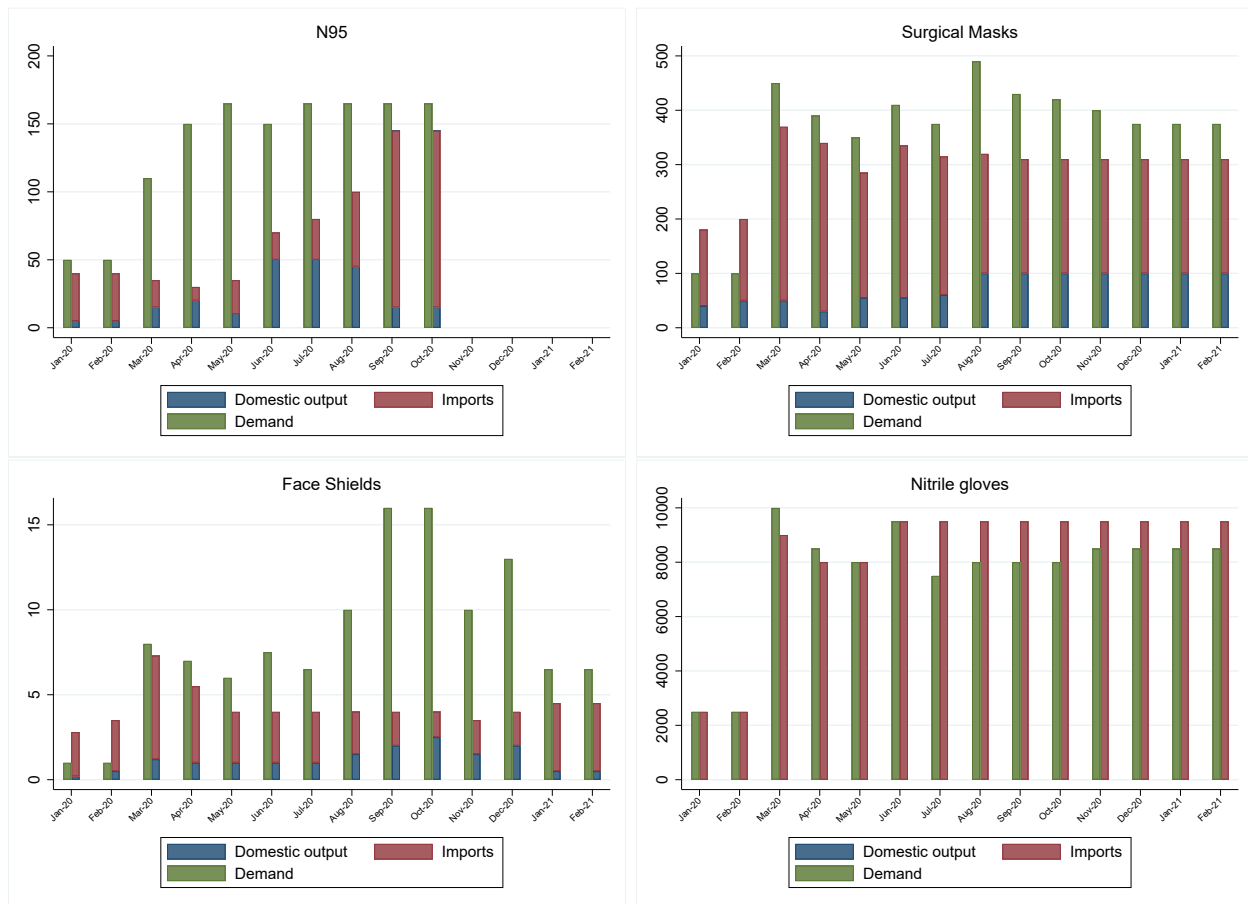 N95
200
150
100
50
0
Jan-20 Feb-20 Mar-20 Apr-20 May-20 Jun-20 Jul-20 Aug-20 Sep-20 Oct-20 Nov-20 Dec-20 Jan-21 Feb-21
Domestic output Imports
Demand
Surgical Masks
500
400
300
200
100
0
Jan-20 Feb-20 Mar-20 Apr-20 May-20 Jun-20 Jul-20 Aug-20 Sep-20 Oct-20 Nov-20 Dec-20 Jan-21 Feb-21
Domestic output Imports
Demand
Face Shields
15
10
5
0
Jan-20 Feb-20 Mar-20 Apr-20 May-20 Jun-20 Jul-20 Aug-20 Sep-20 Oct-20 Nov-20 Dec-20 Jan-21 Feb-21
Domestic output Imports
Demand
Nitrile gloves
10000
8000
6000
4000
2000
0
Jan-20 Feb-20 Mar-20 Apr-20 May-20 Jun-20 Jul-20 Aug-20 Sep-20 Oct-20 Nov-20 Dec-20 Jan-21 Feb-21
Domestic output Imports
Demand